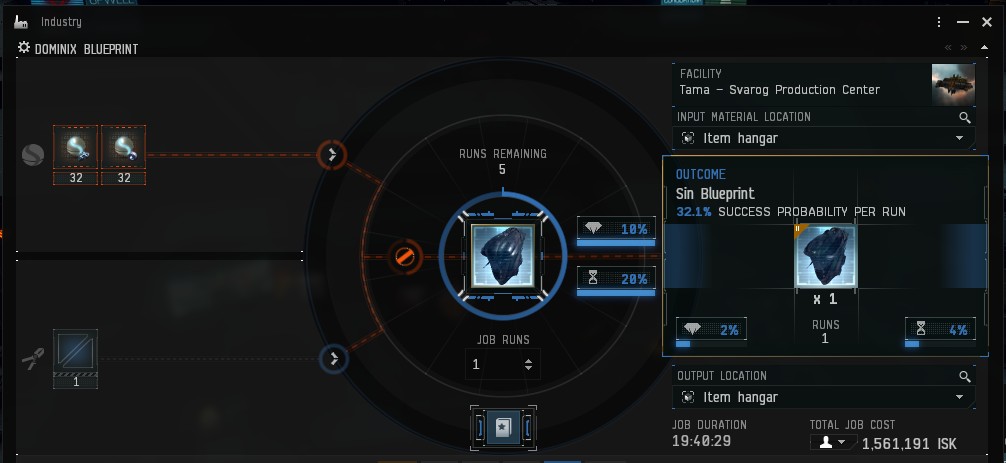 Industry
DOMINIX BLUEPRINT
FACILITY
Tama - Svarog Production Center
INPUT MATERIAL LOCATION
Item hangar
32
32
RUNS REMAINING
5
10%
20%
OUTCOME
Sin Blueprint
32.1% SUCCESS PROBABILITY PER RUN
II
x 1
2%
RUNS
1
4%
1
JOB RUNS
1
OUTPUT LOCATION
Item hangar
JOB DURATION
19:40:29
TOTAL JOB COST
1,561,191 ISK